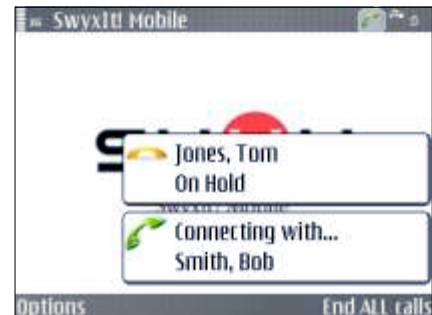 SwyxIt! Mobile
Jones, Tom
On Hold
Connecting with...
Smith, Bob
Options
End ALL calls